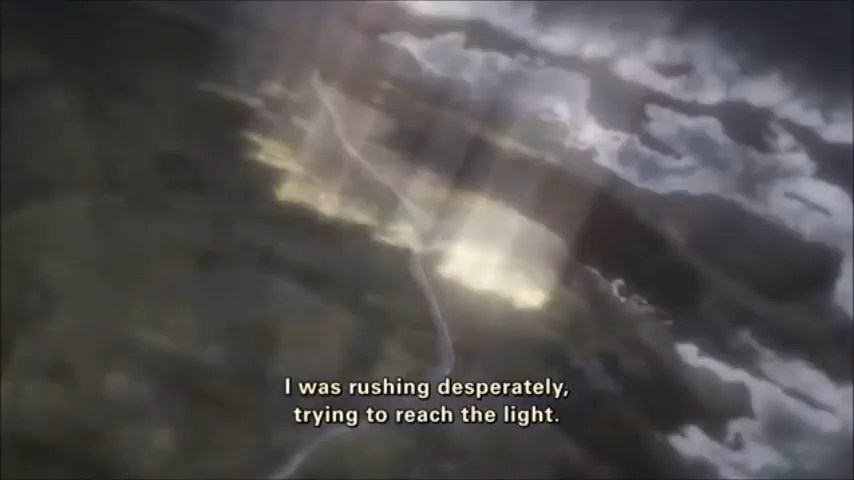 I was rushing desperately,
trying to reach the light.